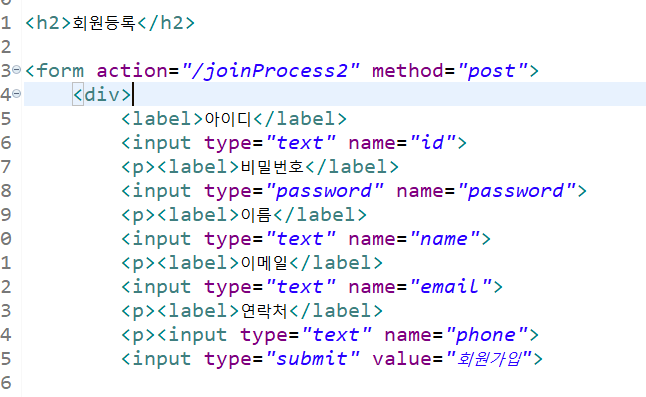 0
1 <h2>회원등록</h2>
2
3 <form action="/joinProcess2" method="post">
4 <div>
5 <label>아이디</label>
6 <input type="text" name="id">
7 <p><label>비밀번호</label>
8 <input type="password" name="password">
9 <p><label>이름</label>
0 <input type="text" name="name">
1 <p><label>이메일</label>
2 <input type="text" name="email">
3 <p><label>연락처</label>
4 <p><input type="text" name="phone">
5 <input type="submit" value="회원가입">
6